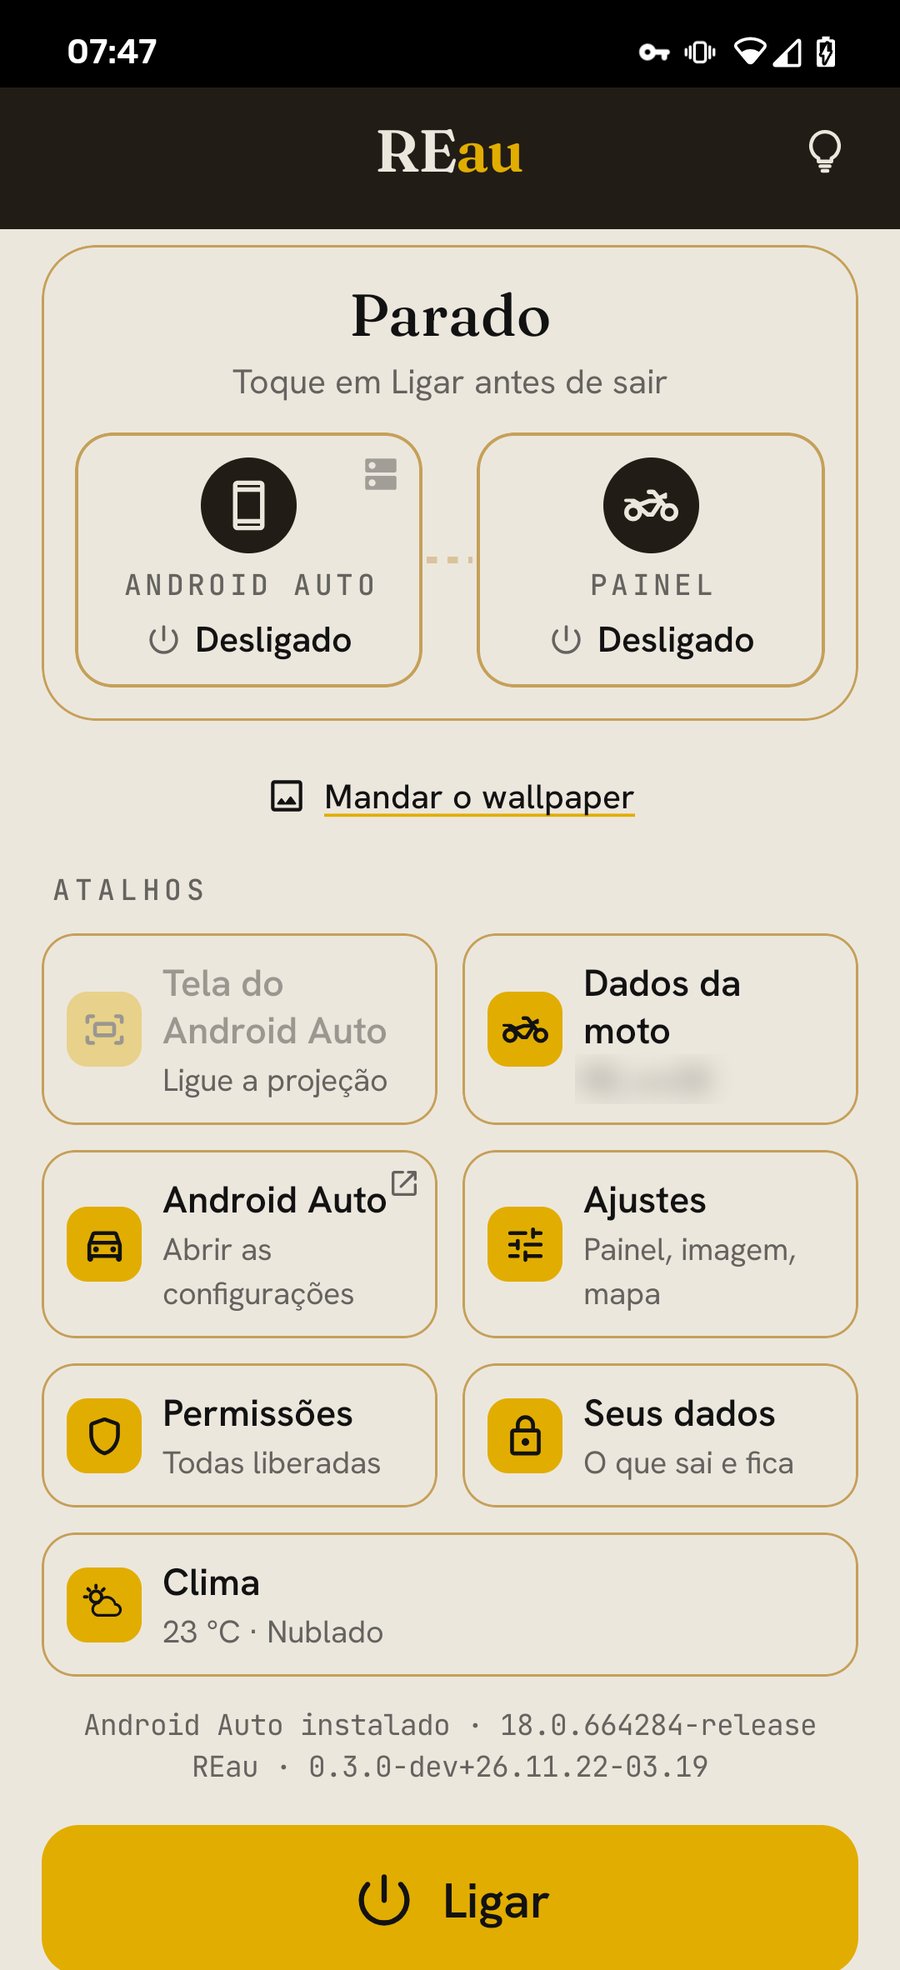 07:47
REau
Parado
Toque em Ligar antes de sair
ANDROID AUTO
Desligado
PAINEL
Desligado
Mandar o wallpaper
ATALHOS
Tela do
Android Auto
Ligue a projeção
Dados da
moto
Android Auto
Abrir as
configurações
Ajustes
Painel, imagem,
mapa
Permissões
Todas liberadas
Seus dados
O que sai e fica
Clima
23 °C · Nublado
Android Auto instalado · 18.0.664284-release
REau · 0.3.0-dev+26.11.22-03.19
Ligar